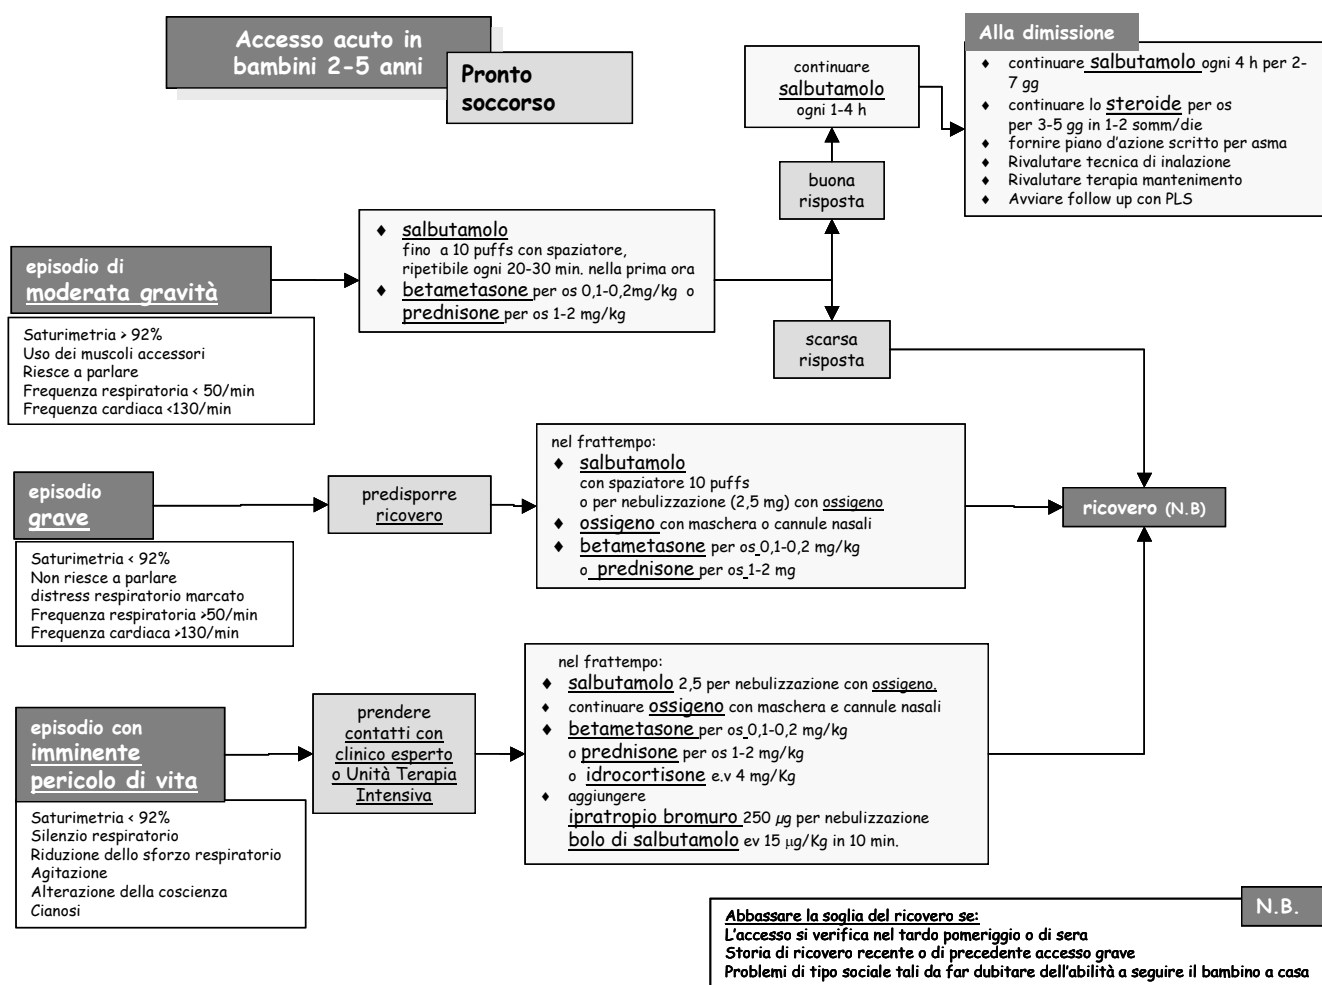 Accesso acuto in
bambini 2-5 anni
Pronto
soccorso
continuare
salbutamolo
ogni 1-4 h
Alla dimissione
♦ continuare salbutamolo ogni 4 h per 2-
7 gg
♦ continuare lo steroide per os
per 3-5 gg in 1-2 somm/die
♦ fornire piano d'azione scritto per asma
♦ Rivalutare tecnica di inalazione
♦ Rivalutare terapia mantenimento
♦ Avviare follow up con PLS
buona
risposta
episodio di
moderata gravità
Saturimetria > 92%
Uso dei muscoli accessori
Riesce a parlare
Frequenza respiratoria < 50/min
Frequenza cardiaca <130/min
♦ salbutamolo
fino a 10 puffs con spaziatore,
ripetibile ogni 20-30 min. nella prima ora
♦ betametasone per os 0,1-0,2mg/kg o
prednisone per os 1-2 mg/kg
scarsa
risposta
episodio
grave
Saturimetria < 92%
Non riesce a parlare
distress respiratorio marcato
Frequenza respiratoria >50/min
Frequenza cardiaca >130/min
predisporre
ricovero
nel frattempo:
♦ salbutamolo
con spaziatore 10 puffs
o per nebulizzazione (2,5 mg) con ossigeno
♦ ossigeno con maschera o cannule nasali
♦ betametasone per os 0,1-0,2 mg/kg
o prednisone per os 1-2 mg
ricovero (N.B)
episodio con
imminente
pericolo di vita
Saturimetria < 92%
Silenzio respiratorio
Riduzione dello sforzo respiratorio
Agitazione
Alterazione della coscienza
Cianosi
prendere
contatti con
clinico esperto
o Unità Terapia
Intensiva
nel frattempo:
♦ salbutamolo 2,5 per nebulizzazione con ossigeno.
♦ continuare ossigeno con maschera e cannule nasali
♦ betametasone per os 0,1-0,2 mg/kg
o prednisone per os 1-2 mg/kg
o idrocortisone e.v 4 mg/Kg
♦ aggiungere
ipratropio bromuro 250 µg per nebulizzazione
bolo di salbutamolo ev 15 µg/Kg in 10 min.
N.B.
Abbassare la soglia del ricovero se:
L'accesso si verifica nel tardo pomeriggio o di sera
Storia di ricovero recente o di precedente accesso grave
Problemi di tipo sociale tali da far dubitare dell'abilità a seguire il bambino a casa